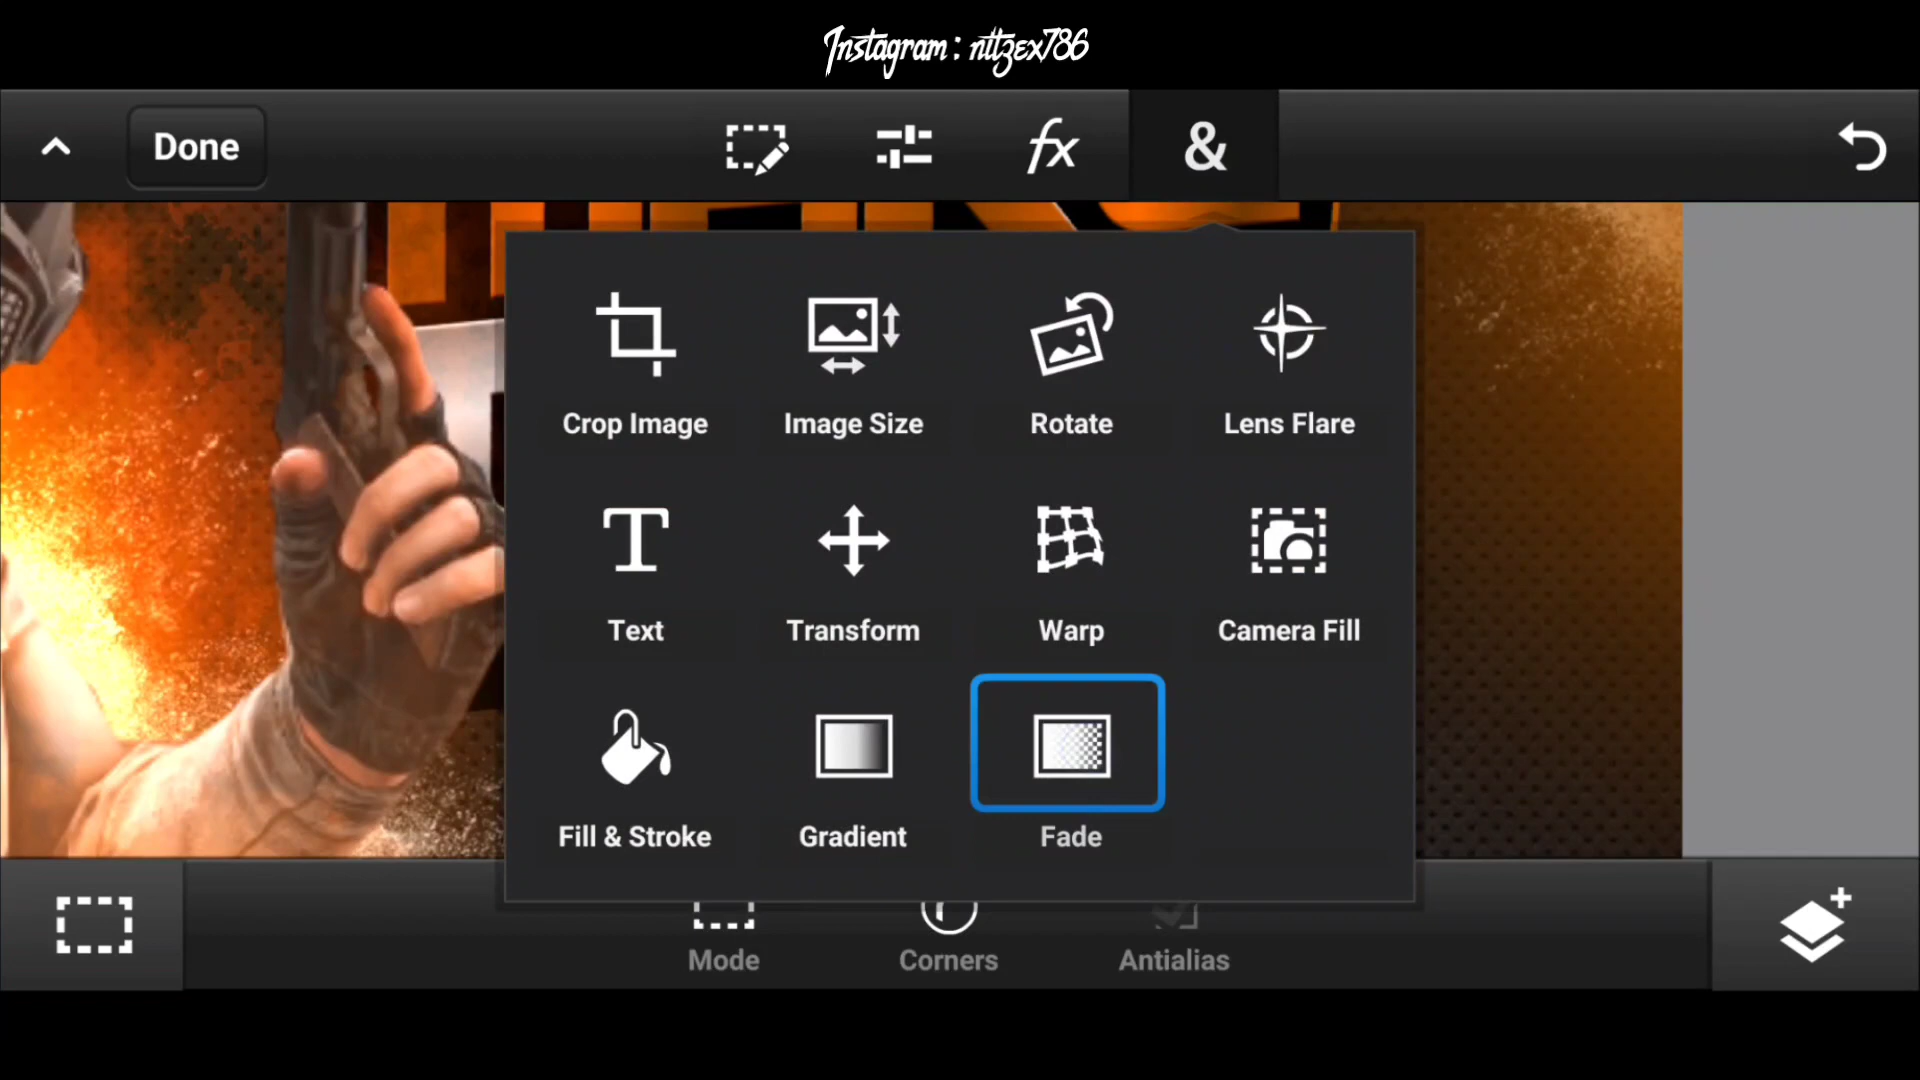 Instagram : nitzex786
Done
fx
&
Crop Image
Image Size
Rotate
Lens Flare
T
Text
Transform
Warp
Camera Fill
Fill & Stroke
Gradient
Fade
Mode
Corners
Antialias